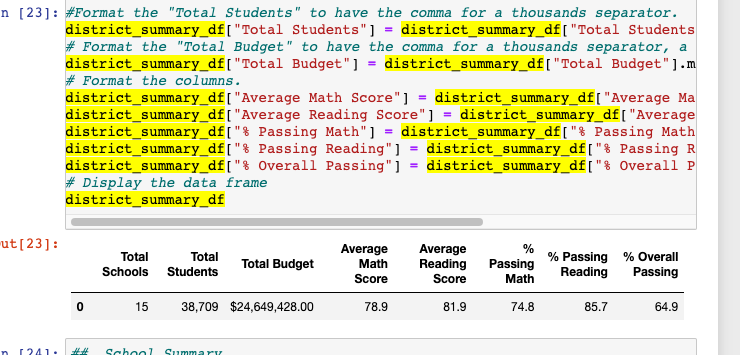 n [23]: #Format the "Total Students" to have the comma for a thousands separator.
district_summary_df["Total Students"] = district_summary_df["Total Students
# Format the "Total Budget" to have the comma for a thousands separator, a
district_summary_df["Total Budget"] = district_summary_df["Total Budget"].m
# Format the columns.
district_summary_df["Average Math Score"] = district_summary_df["Average Ma
district_summary_df["Average Reading Score"] = district_summary_df["Average
district_summary_df["% Passing Math"] = district_summary_df["% Passing Math
district_summary_df["% Passing Reading"] = district_summary_df["% Passing R
district_summary_df["% Overall Passing"] = district_summary_df["% Overall P
# Display the data frame
district_summary_df
ut[23]:
Total Schools Total Students Total Budget Average Math Score Average Reading Score % Passing Math % Passing Reading % Overall Passing
0 15 38,709 $24,649,428.00 78.9 81.9 74.8 85.7 64.9
n [24]: ## School Summary